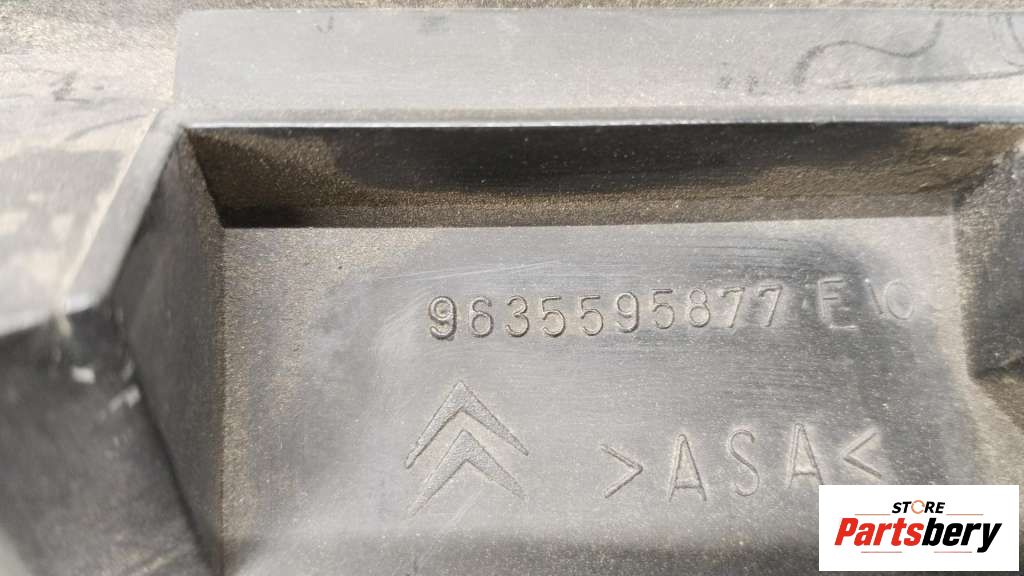 9635595877 E
>ASA<
STORE
Partsbery